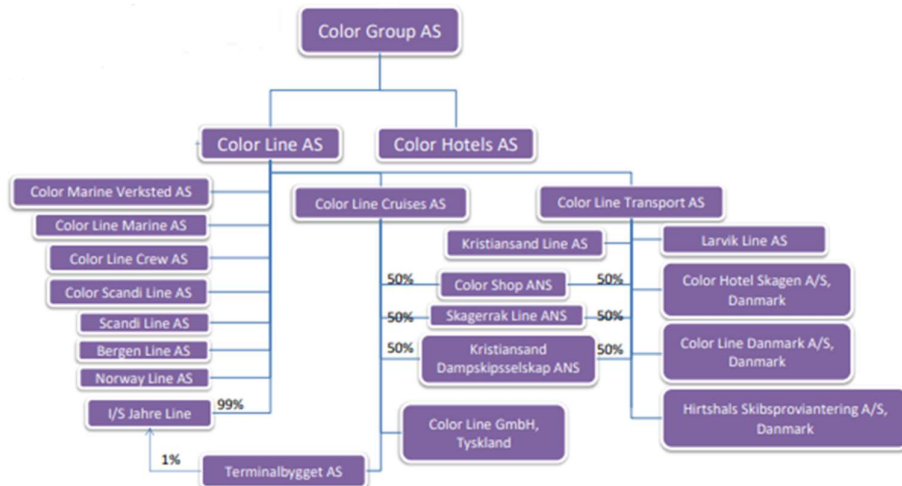 Color Group AS
Color Line AS
Color Hotels AS
Color Marine Verksted AS
Color Line Marine AS
Color Line Crew AS
Color Scandi Line AS
Scandi Line AS
Bergen Line AS
Norway Line AS
I/S Jahre Line
99%
1%
Terminalbygget AS
Color Line Cruises AS
Color Line Transport AS
Kristiansand Line AS
Larvik Line AS
50%
Color Shop ANS
50%
Color Hotel Skagen A/S,
Danmark
50%
Skagerrak Line ANS
50%
50%
Kristiansand
Dampskipsselskap ANS
50%
Color Line Danmark A/S,
Danmark
Color Line GmbH,
Tyskland
Hirtshals Skibsproviantering A/S,
Danmark